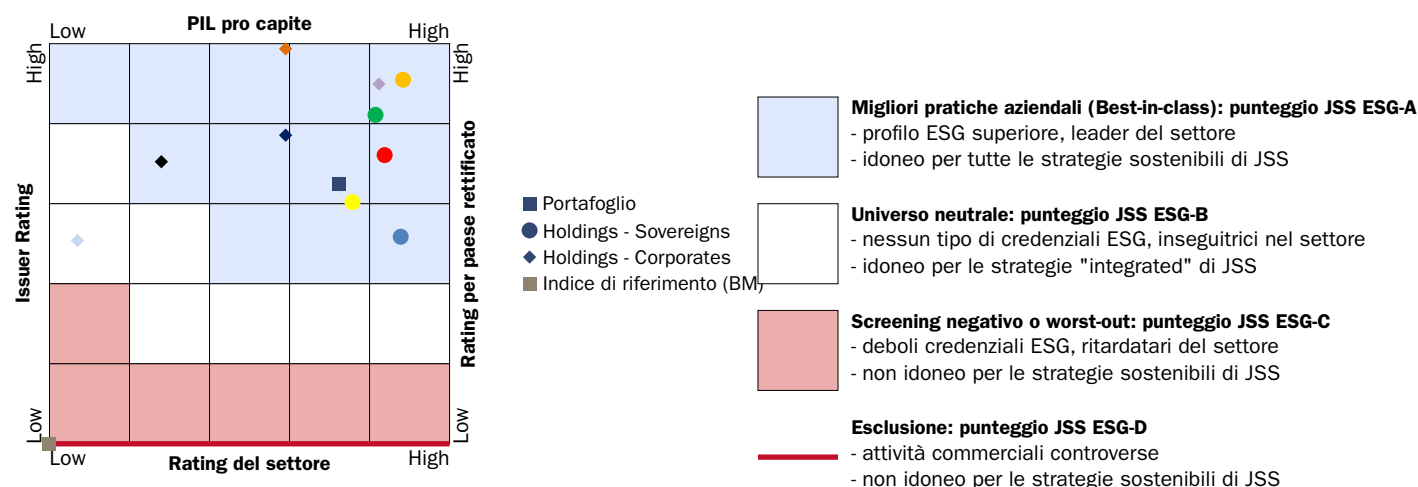 PIL pro capite
Low
High
High
High
Issuer Rating
Rating per paese rettificato
Low
Low
Low
High
Rating del settore
Portafoglio
Holdings - Sovereigns
Holdings - Corporates
Indice di riferimento (BM)
Migliori pratiche aziendali (Best-in-class): punteggio JSS ESG-A
- profilo ESG superiore, leader del settore
- idoneo per tutte le strategie sostenibili di JSS
Universo neutrale: punteggio JSS ESG-B
- nessun tipo di credenziali ESG, inseguitrici nel settore
- idoneo per le strategie "integrated" di JSS
Screening negativo o worst-out: punteggio JSS ESG-C
- deboli credenziali ESG, ritardatari del settore
- non idoneo per le strategie sostenibili di JSS
Esclusione: punteggio JSS ESG-D
- attività commerciali controverse
- non idoneo per le strategie sostenibili di JSS